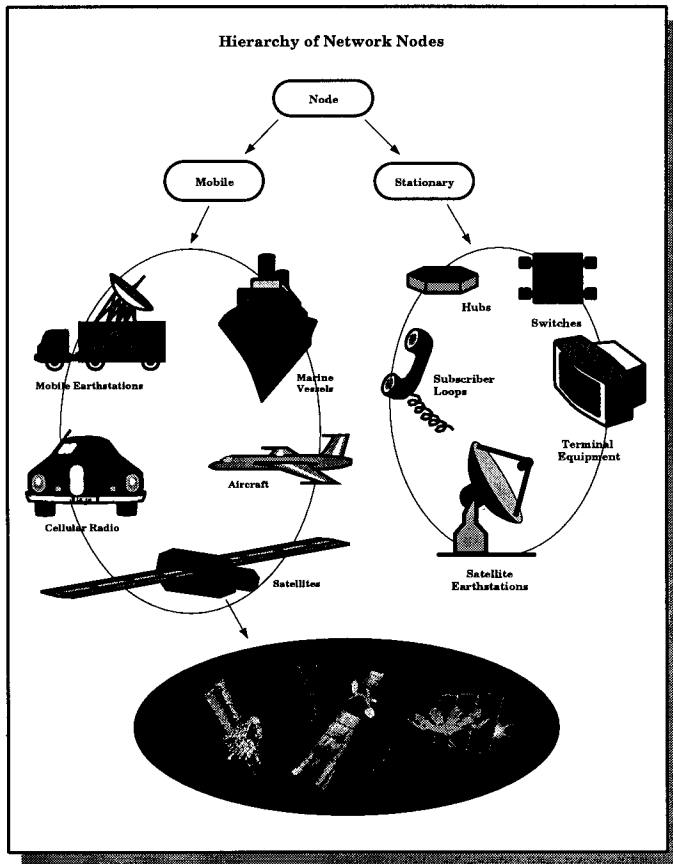 Hierarchy of Network Nodes
Node
Mobile
Stationary
Mobile Earthstations
Marine
Vessels
Cellular Radio
Aircraft
Satellites
Hubs
Switches
Subscriber
Loops
Terminal
Equipment
Satellite
Earthstations